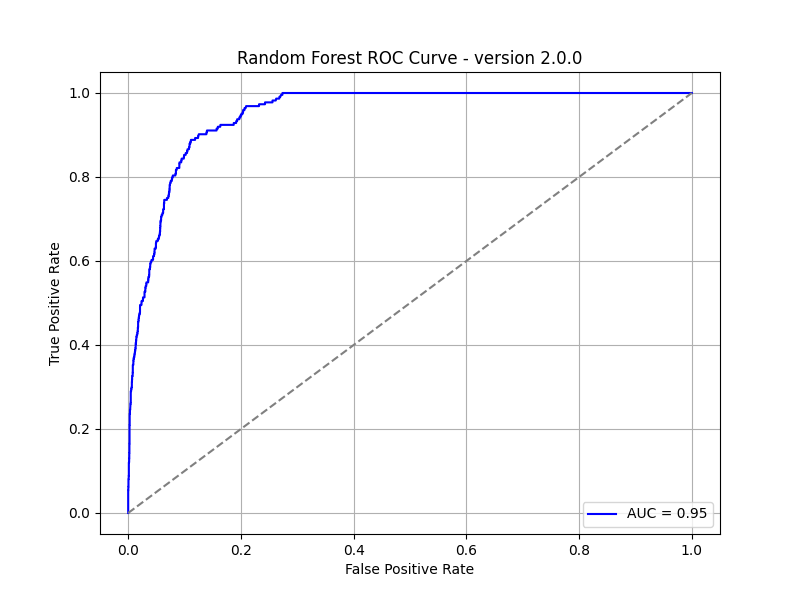 Random Forest ROC Curve - version 2.0.0
True Positive Rate
1.0
0.8
0.6
0.4
0.2
0.0
0.0 0.2 0.4 0.6 0.8 1.0
False Positive Rate
AUC = 0.95